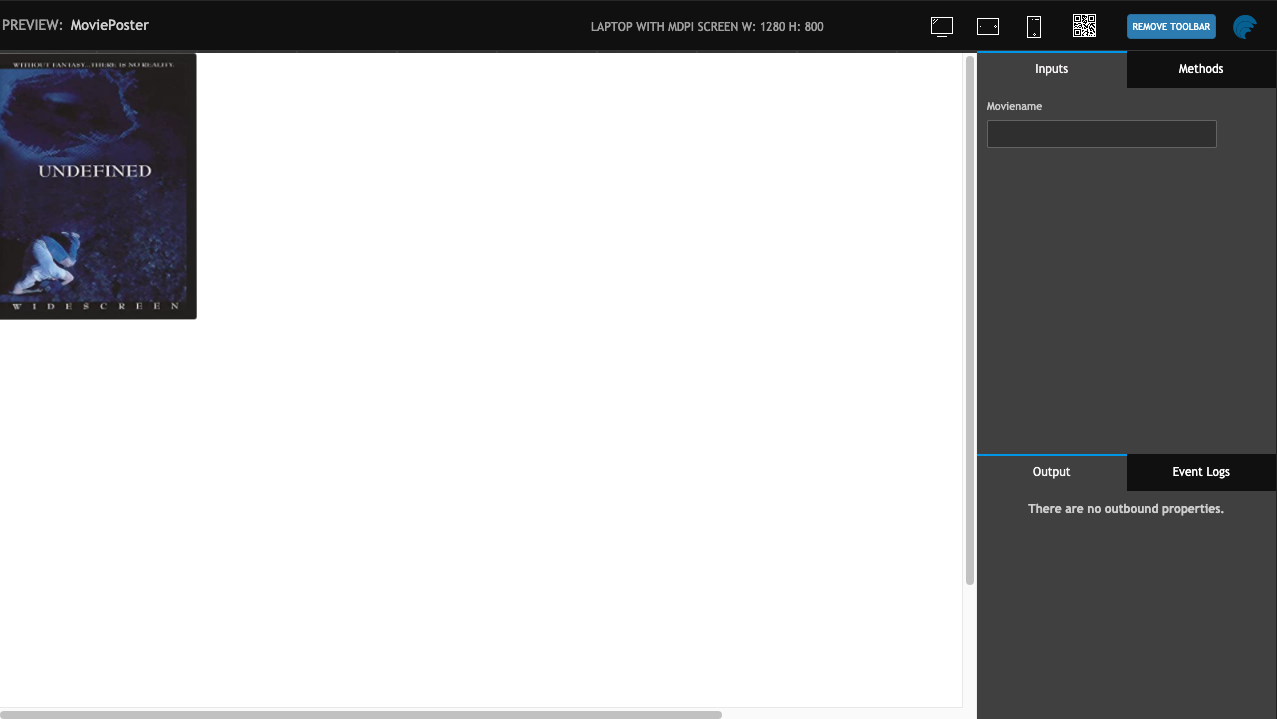 PREVIEW: MoviePoster
LAPTOP WITH MDPI SCREEN W: 1280 H: 800
REMOVE TOOLBAR
WITHOUT FANTASY...THERE IS NO REALITY.
UNDEFINED
WIDESCREEN
Inputs
Methods
Moviename
Output
Event Logs
There are no outbound properties.